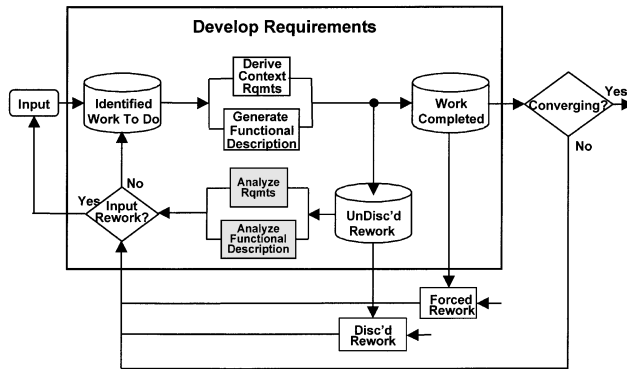 Develop Requirements
Input
Identified
Work To Do
Derive
Context
Rqmts
Generate
Functional
Description
Work
Completed
Converging?
Yes
No
Yes
No
Input
Rework?
Analyze
Rqmts
Analyze
Functional
Description
UnDisc'd
Rework
Forced
Rework
Disc'd
Rework